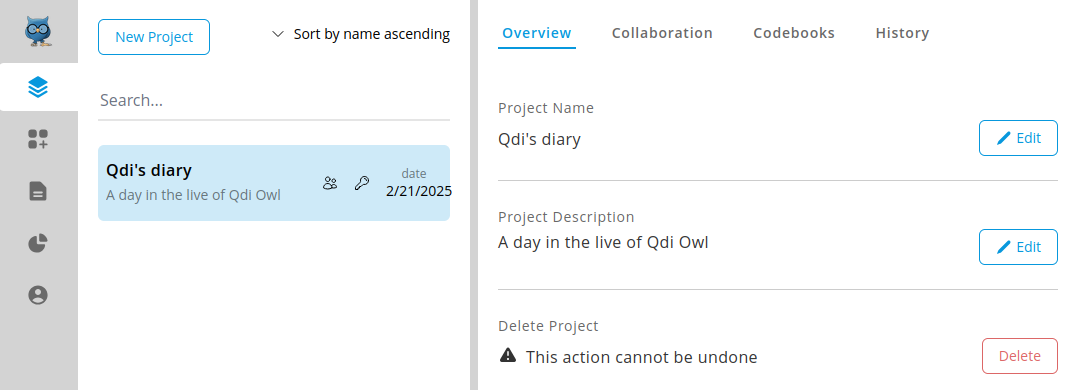 New Project
Sort by name ascending
Search...
Qdi's diary
A day in the live of Qdi Owl
date
2/21/2025
Overview
Collaboration
Codebooks
History
Project Name
Qdi's diary
Edit
Project Description
A day in the live of Qdi Owl
Edit
Delete Project
This action cannot be undone
Delete